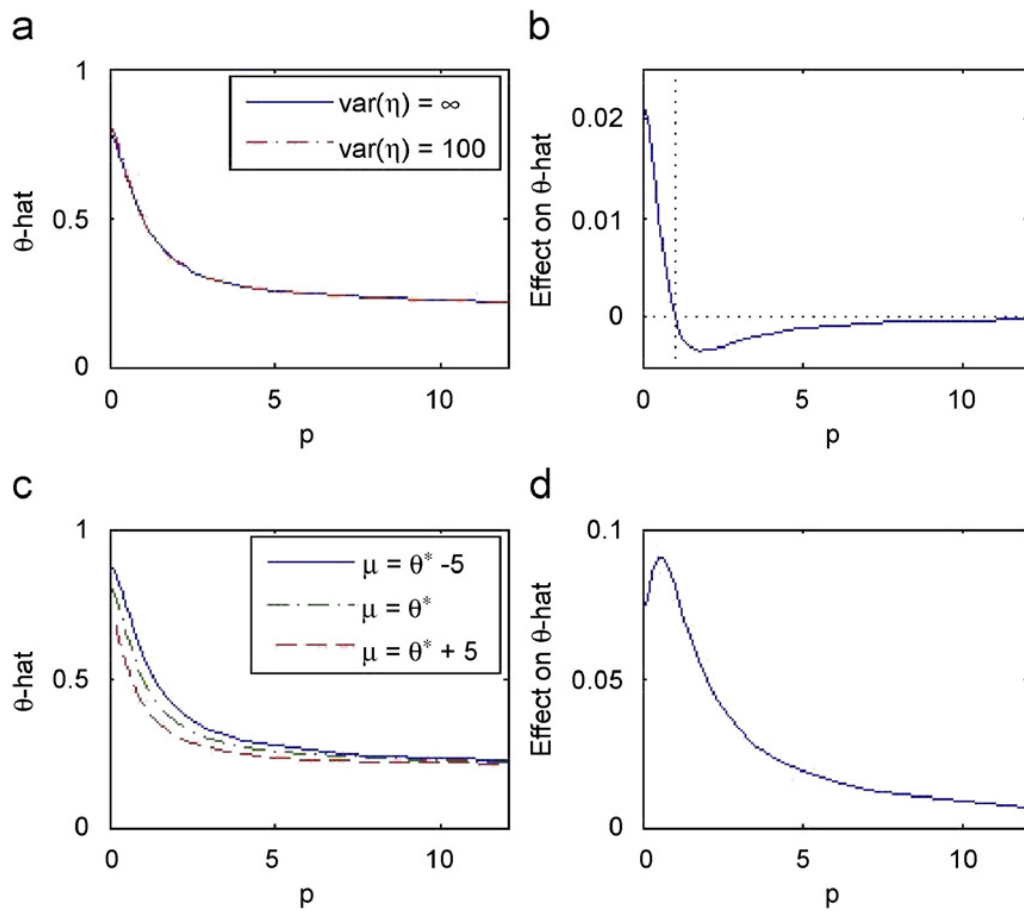 a
1
var(η) = ∞
var(η) = 100
θ-hat
0.5
0
0
5
10
p
b
0.02
0.01
0
Effect on θ-hat
0
5
10
p
c
1
μ = θ* -5
μ = θ*
μ = θ* + 5
θ-hat
0.5
0
0
5
10
p
d
0.1
Effect on θ-hat
0.05
0
0
5
10
p